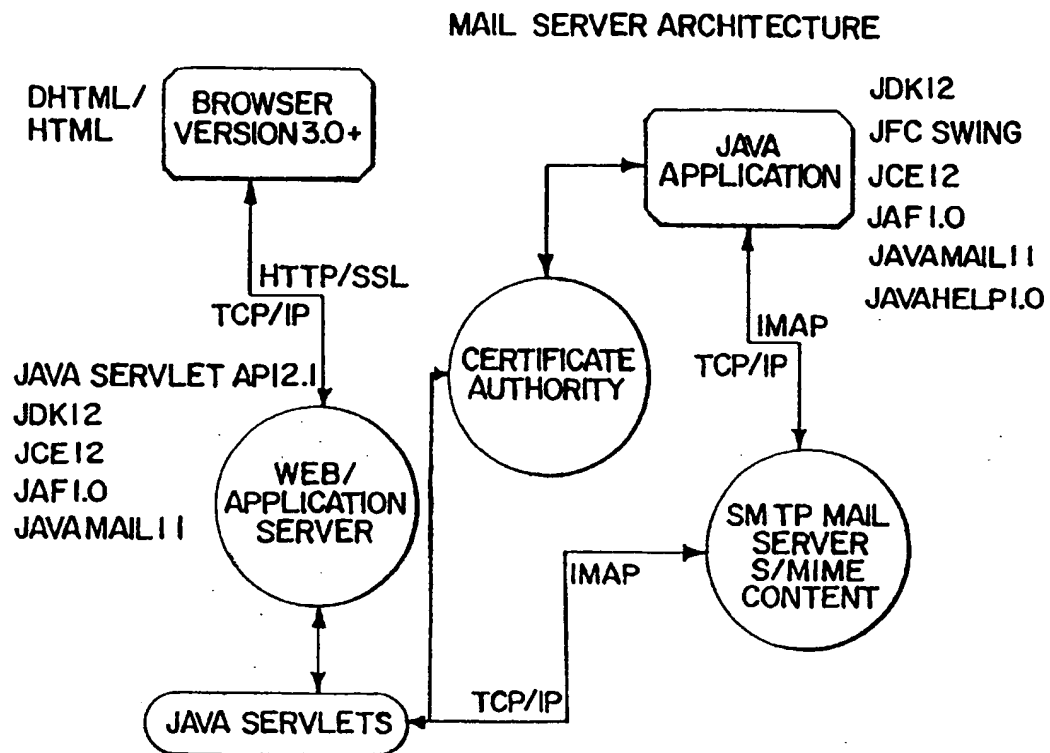 MAIL SERVER ARCHITECTURE
DHTML/
HTML
BROWSER
VERSION 3.0+
JAVA
APPLICATION
JDK12
JFC SWING
JCE12
JAF1.0
JAVAMAIL11
JAVAHELP1.0
HTTP/SSL
TCP/IP
IMAP
TCP/IP
CERTIFICATE
AUTHORITY
JAVA SERVLET API2.1
JDK12
JCE12
JAF1.0
JAVAMAIL11
WEB/
APPLICATION
SERVER
SMTP MAIL
SERVER
S/MIME
CONTENT
IMAP
TCP/IP
JAVA SERVLETS